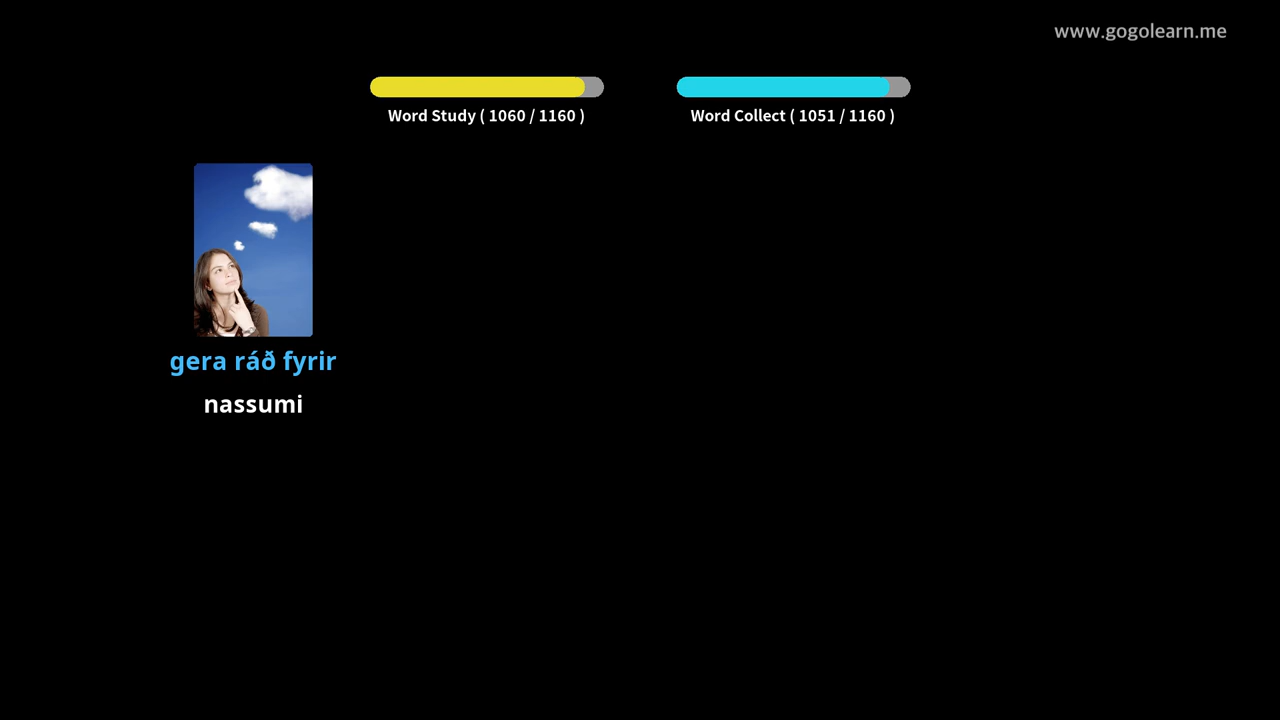 www.gogolearn.me
Word Study ( 1060 / 1160 )
Word Collect ( 1051 / 1160 )
gera ráð fyrir
nassumi